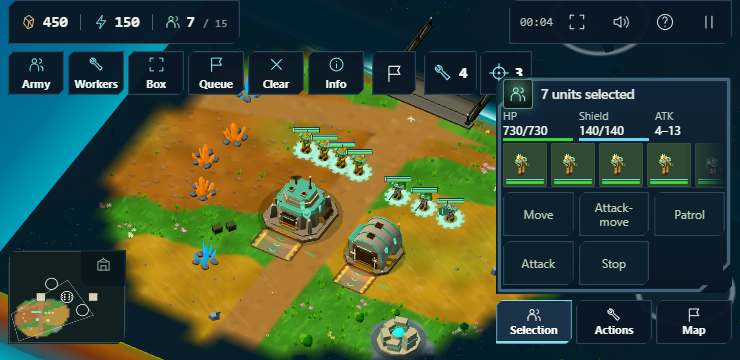 450 150 7 / 15 00:04
Army Workers Box Queue Clear Info 4 3
7 units selected
HP Shield ATK
730/730 140/140 4–13
Move Attack-move Patrol
Attack Stop
Selection Actions Map